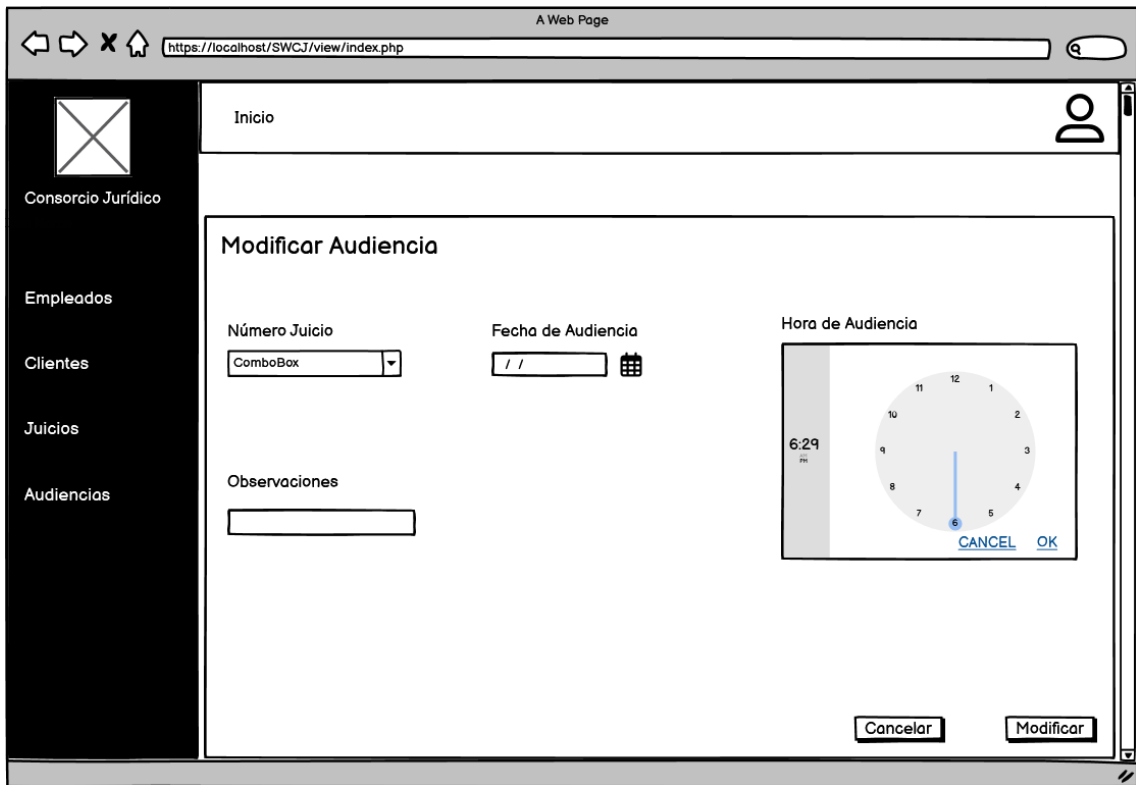 A Web Page
https://localhost/SWCJ/view/index.php
Inicio
Consorcio Jurídico
Empleados
Clientes
Juicios
Audiencias
Modificar Audiencia
Número Juicio
ComboBox
Fecha de Audiencia
/ /
Hora de Audiencia
6:29
PM
12
1
2
3
4
5
6
7
8
9
10
11
CANCEL OK
Observaciones
Cancelar Modificar